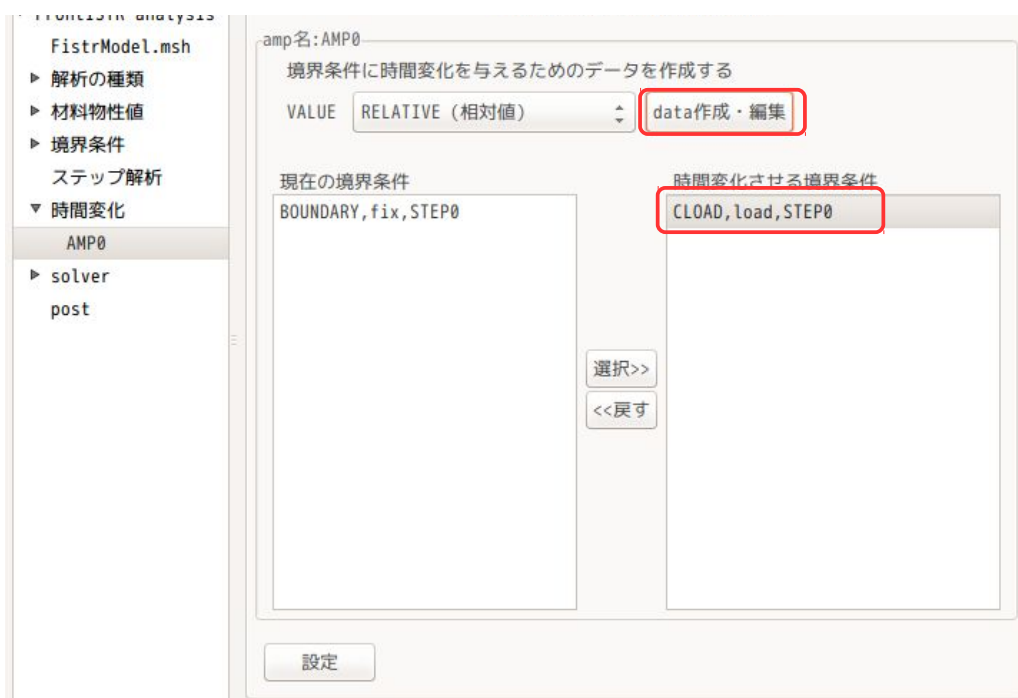 FrontISTR analysis
FistrModel.msh
解析の種類
材料物性値
境界条件
ステップ解析
時間変化
AMP0
solver
post
amp名:AMP0
境界条件に時間変化を与えるためのデータを作成する
VALUE RELATIVE (相対値) data作成・編集
現在の境界条件
BOUNDARY,fix,STEP0
時間変化させる境界条件
CLOAD,load,STEP0
選択>>
<<戻す
設定